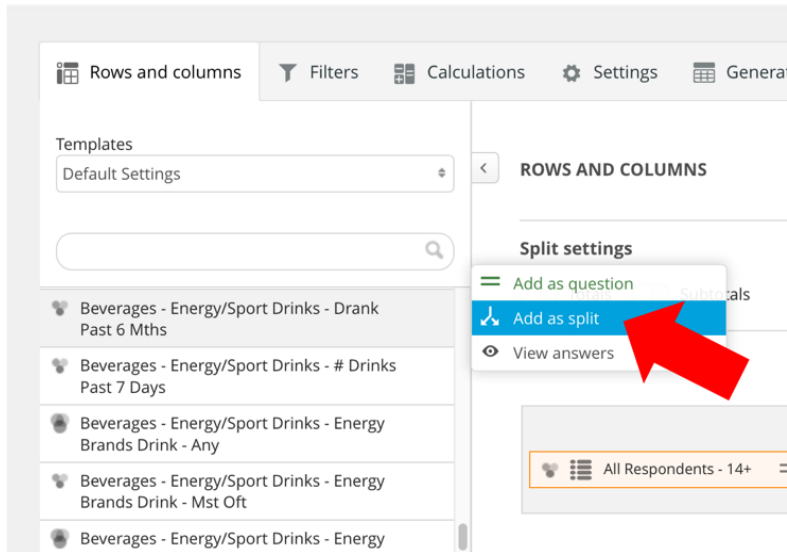 Rows and columns
Filters
Calculations
Settings
Templates
Default Settings
ROWS AND COLUMNS
Split settings
Add as question
Add as split
View answers
Beverages - Energy/Sport Drinks - Drank
Past 6 Mths
Beverages - Energy/Sport Drinks - # Drinks
Past 7 Days
Beverages - Energy/Sport Drinks - Energy
Brands Drink - Any
Beverages - Energy/Sport Drinks - Energy
Brands Drink - Mst Oft
Beverages - Energy/Sport Drinks - Energy
All Respondents - 14+